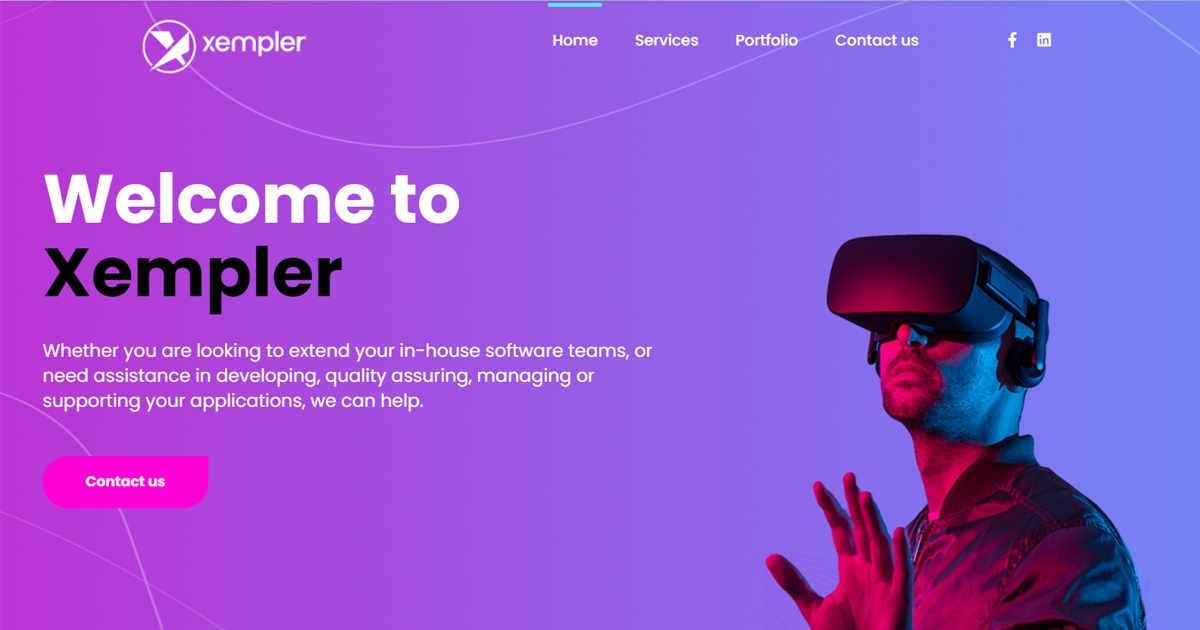 xempler
Home Services Portfolio Contact us
Welcome to
Xempler
Whether you are looking to extend your in-house software teams, or
need assistance in developing, quality assuring, managing or
supporting your applications, we can help.
Contact us